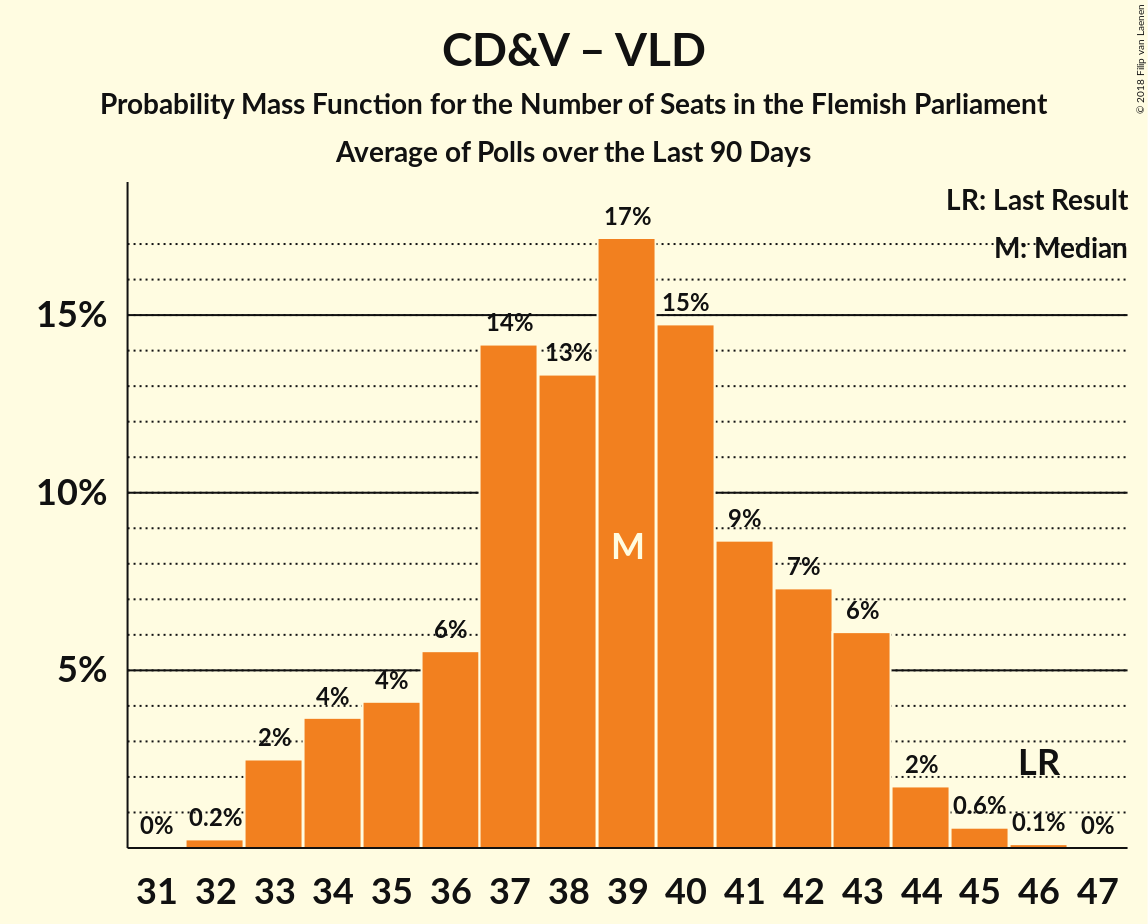 CD&V – VLD
Probability Mass Function for the Number of Seats in the Flemish Parliament
Average of Polls over the Last 90 Days
© 2018 Filip van Laenen
LR: Last Result
M: Median
17%
15%
15%
14%
13%
10%
9%
M
7%
6%
6%
5%
4%
4%
2%
2%
LR
0.6%
0.2%
0%
0.1%
0%
31 32 33 34 35 36 37 38 39 40 41 42 43 44 45 46 47